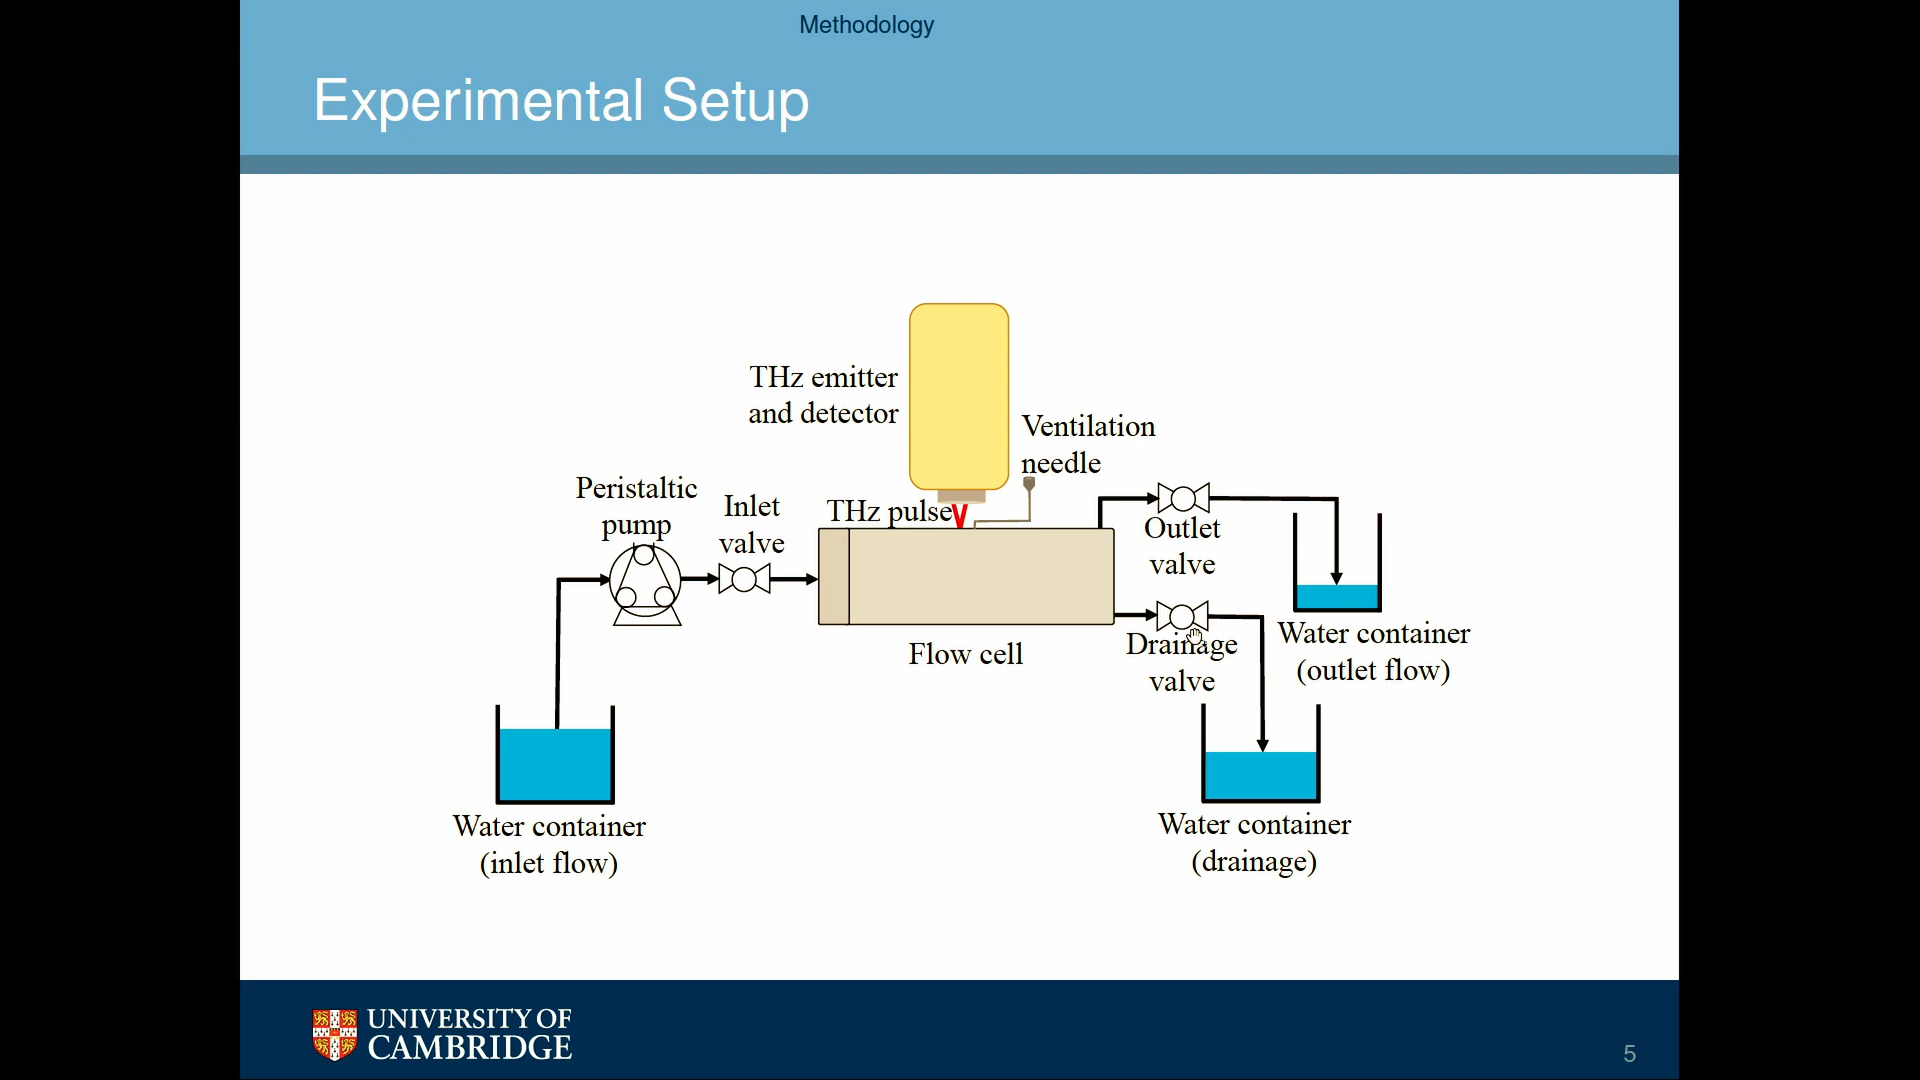 Methodology
Experimental Setup
THz emitter
and detector
Ventilation
needle
Peristaltic
pump
Inlet
valve
THz pulse
Outlet
valve
Flow cell
Drainage
valve
Water container
(outlet flow)
Water container
(inlet flow)
Water container
(drainage)
UNIVERSITY OF
CAMBRIDGE
5